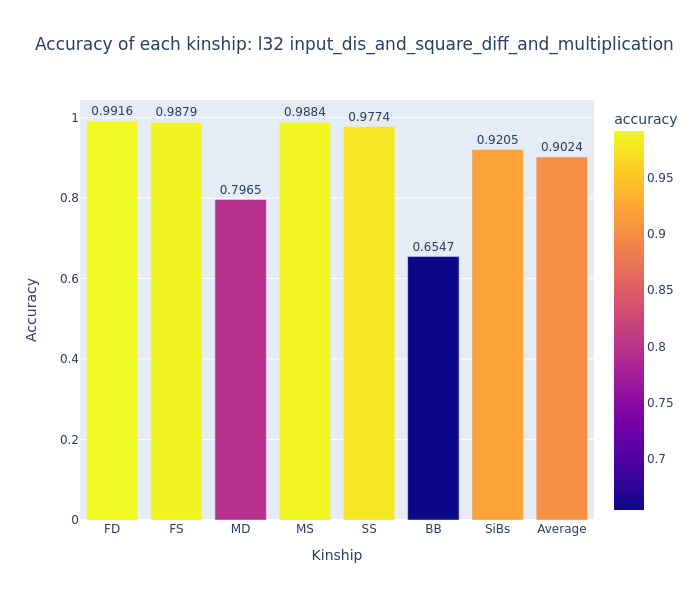 Accuracy of each kinship: l32 input_dis_and_square_diff_and_multiplication
accuracy
0.9916
0.9879
0.7965
0.9884
0.9774
0.6547
0.9205
0.9024
1
0.8
0.6
0.4
0.2
0
Accuracy
FD
FS
MD
MS
SS
BB
SiBs
Average
Kinship
0.95
0.9
0.85
0.8
0.75
0.7